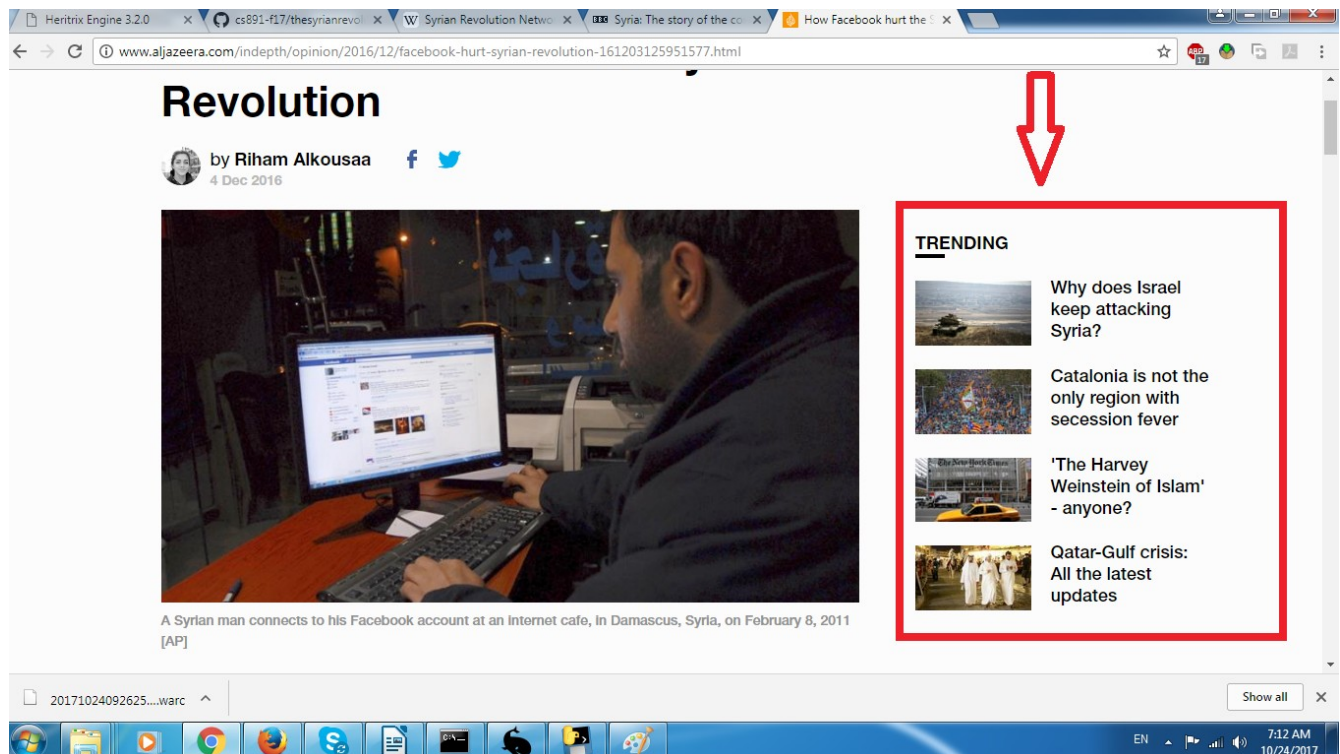 Heritrix Engine 3.2.0
cs891-f17/thesyrianrevol
Syrian Revolution Netwo
Syria: The story of the co
How Facebook hurt the S
www.aljazeera.com/indepth/opinion/2016/12/facebook-hurt-syrian-revolution-161203125951577.html
ABP
17
Revolution
by Riham Alkousaa
4 Dec 2016
A Syrian man connects to his Facebook account at an internet cafe, in Damascus, Syria, on February 8, 2011
[AP]
TRENDING
Why does Israel
keep attacking
Syria?
Catalonia is not the
only region with
secession fever
'The Harvey
Weinstein of Islam'
- anyone?
Qatar-Gulf crisis:
All the latest
updates
20171024092625....warc
Show all
EN
7:12 AM
10/24/2017